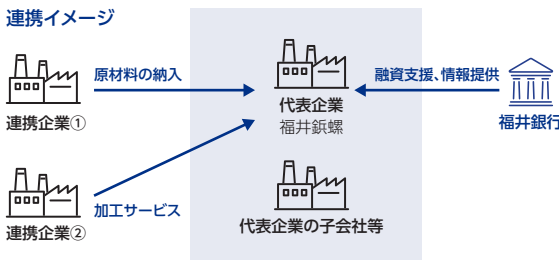 連携イメージ
原材料の納入
融資支援、情報提供
連携企業①
代表企業
福井鋲螺
福井銀行
加工サービス
連携企業②
代表企業の子会社等